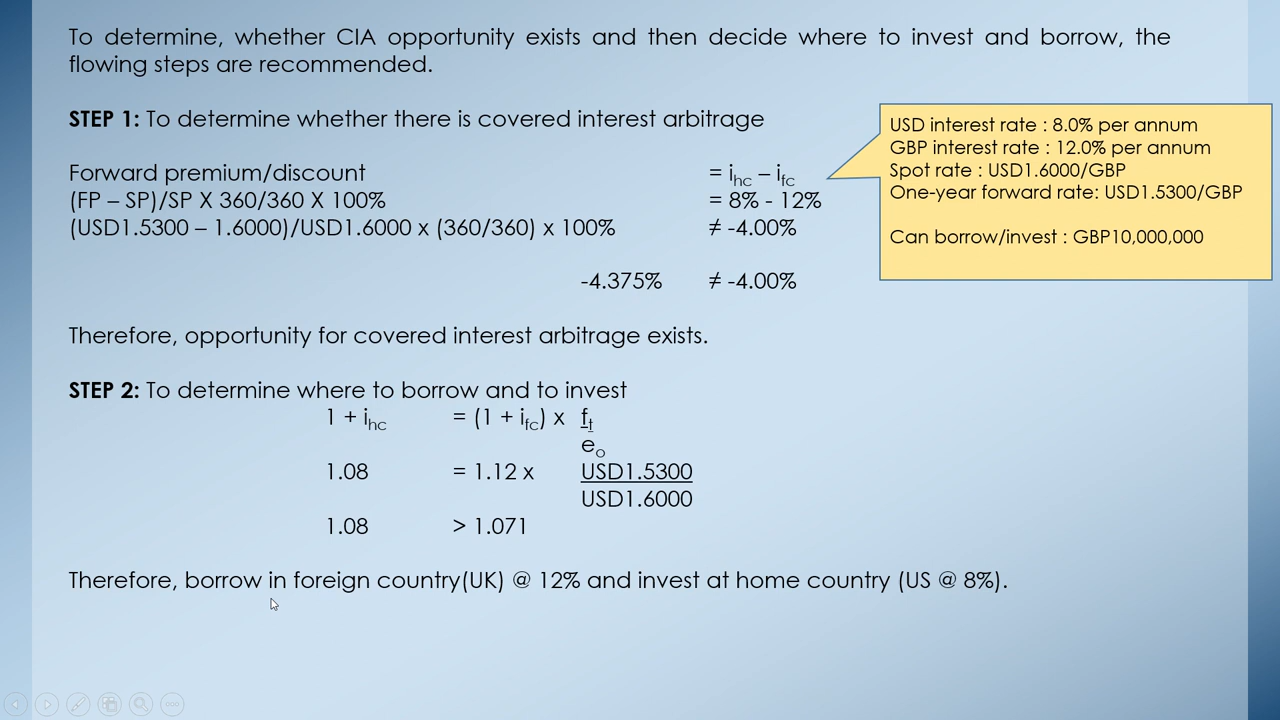 To determine, whether CIA opportunity exists and then decide where to invest and borrow, the
flowing steps are recommended.
STEP 1: To determine whether there is covered interest arbitrage
Forward premium/discount = ihc – ifc
(FP – SP)/SP X 360/360 X 100% = 8% - 12%
(USD1.5300 – 1.6000)/USD1.6000 x (360/360) x 100% ≠ -4.00%
-4.375% ≠ -4.00%
Therefore, opportunity for covered interest arbitrage exists.
STEP 2: To determine where to borrow and to invest
1 + ihc = (1 + ifc) x ft
eo
1.08 = 1.12 x USD1.5300
USD1.6000
1.08 > 1.071
Therefore, borrow in foreign country(UK) @ 12% and invest at home country (US @ 8%).
USD interest rate : 8.0% per annum
GBP interest rate : 12.0% per annum
Spot rate : USD1.6000/GBP
One-year forward rate: USD1.5300/GBP
Can borrow/invest : GBP10,000,000